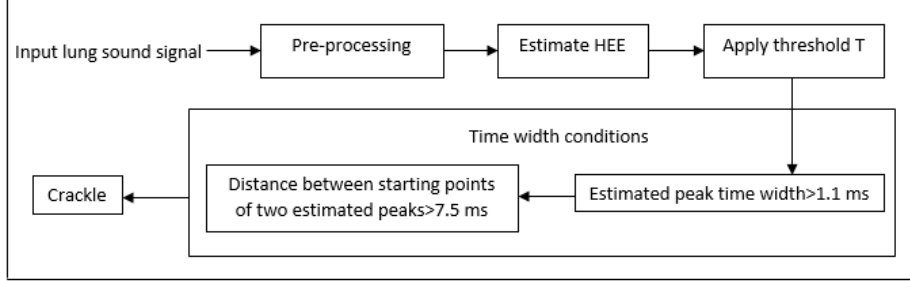 Input lung sound signal
Pre-processing
Estimate HEE
Apply threshold T
Time width conditions
Estimated peak time width>1.1 ms
Distance between starting points
of two estimated peaks>7.5 ms
Crackle